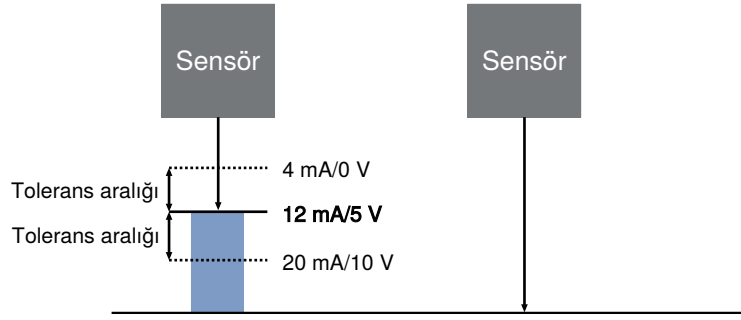 Sensör
Sensör
4 mA/0 V
Tolerans aralığı
12 mA/5 V
Tolerans aralığı
20 mA/10 V